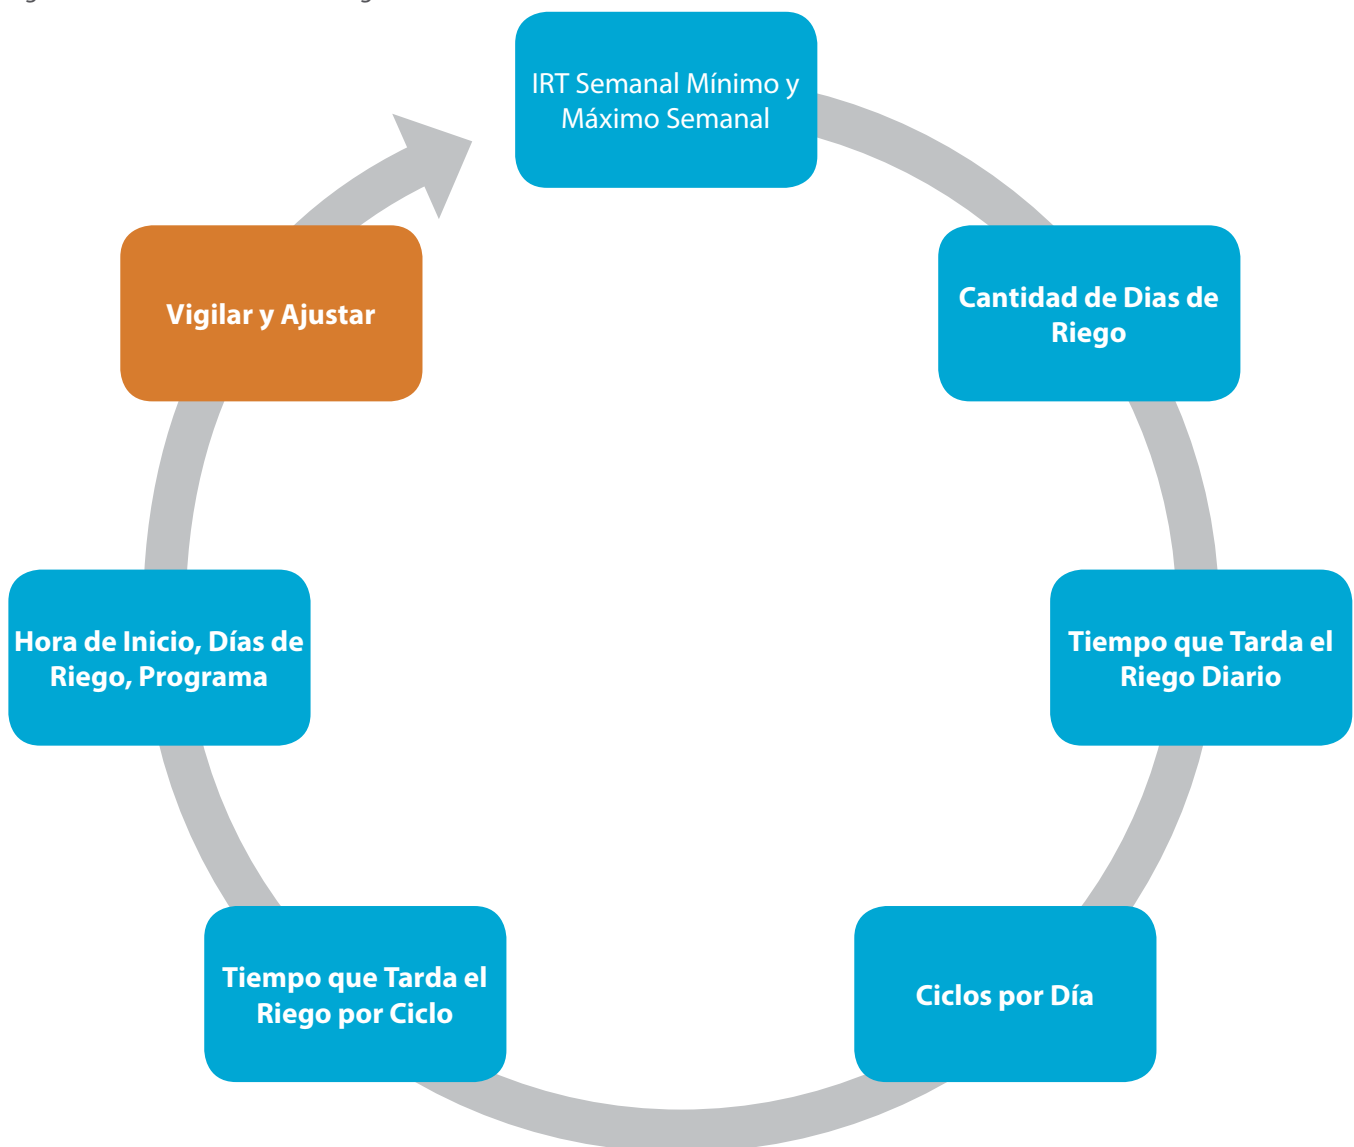 IRT Semanal Mínimo y
Máximo Semanal
Cantidad de Dias de
Riego
Tiempo que Tarda el
Riego Diario
Ciclos por Día
Tiempo que Tarda el
Riego por Ciclo
Hora de Inicio, Días de
Riego, Programa
Vigilar y Ajustar